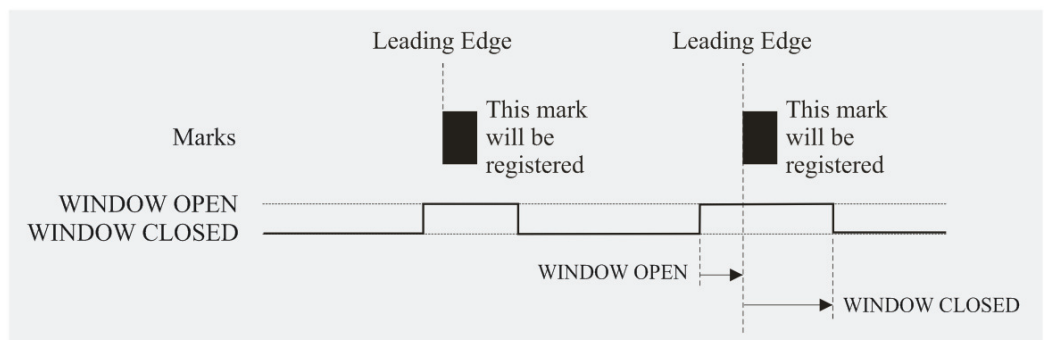 Leading Edge
Leading Edge
Marks
This mark
will be
registered
This mark
will be
registered
WINDOW OPEN
WINDOW CLOSED
WINDOW OPEN
WINDOW CLOSED